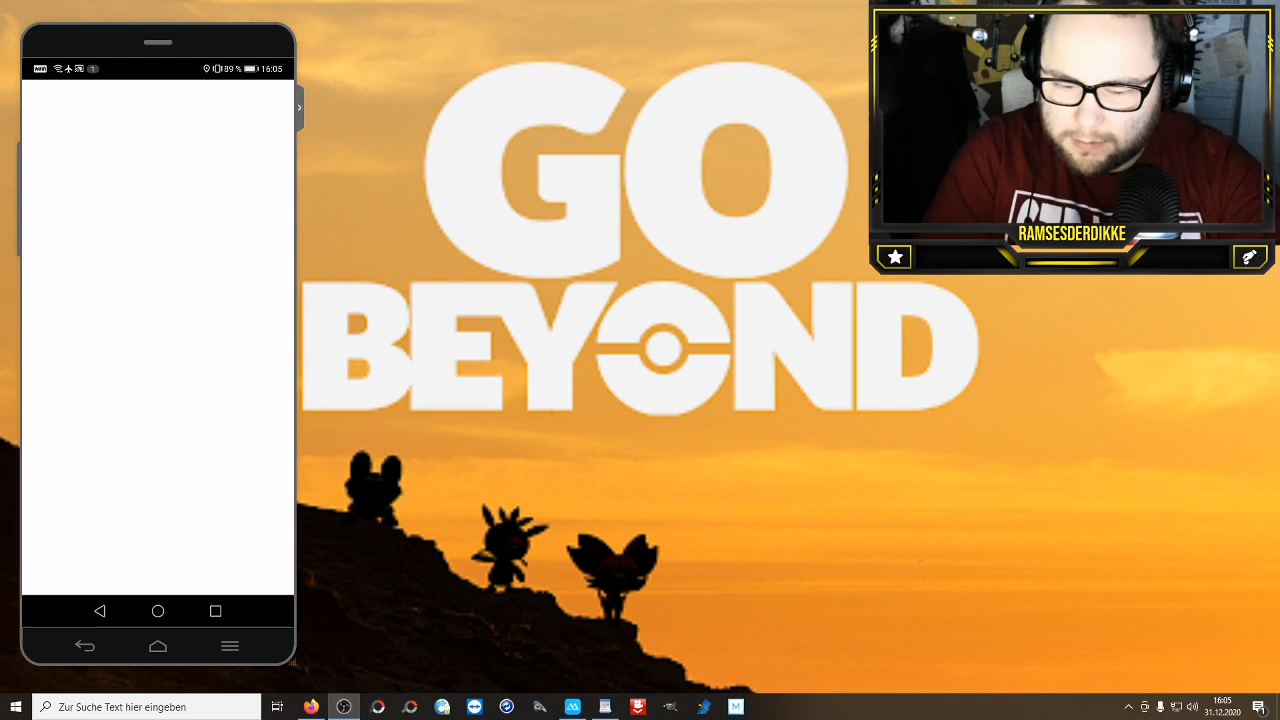 89 % 16:05
GO
BEYOND
RAMSESDERDIKKE
Zur Suche Text hier eingeben
16:05
31.12.2020